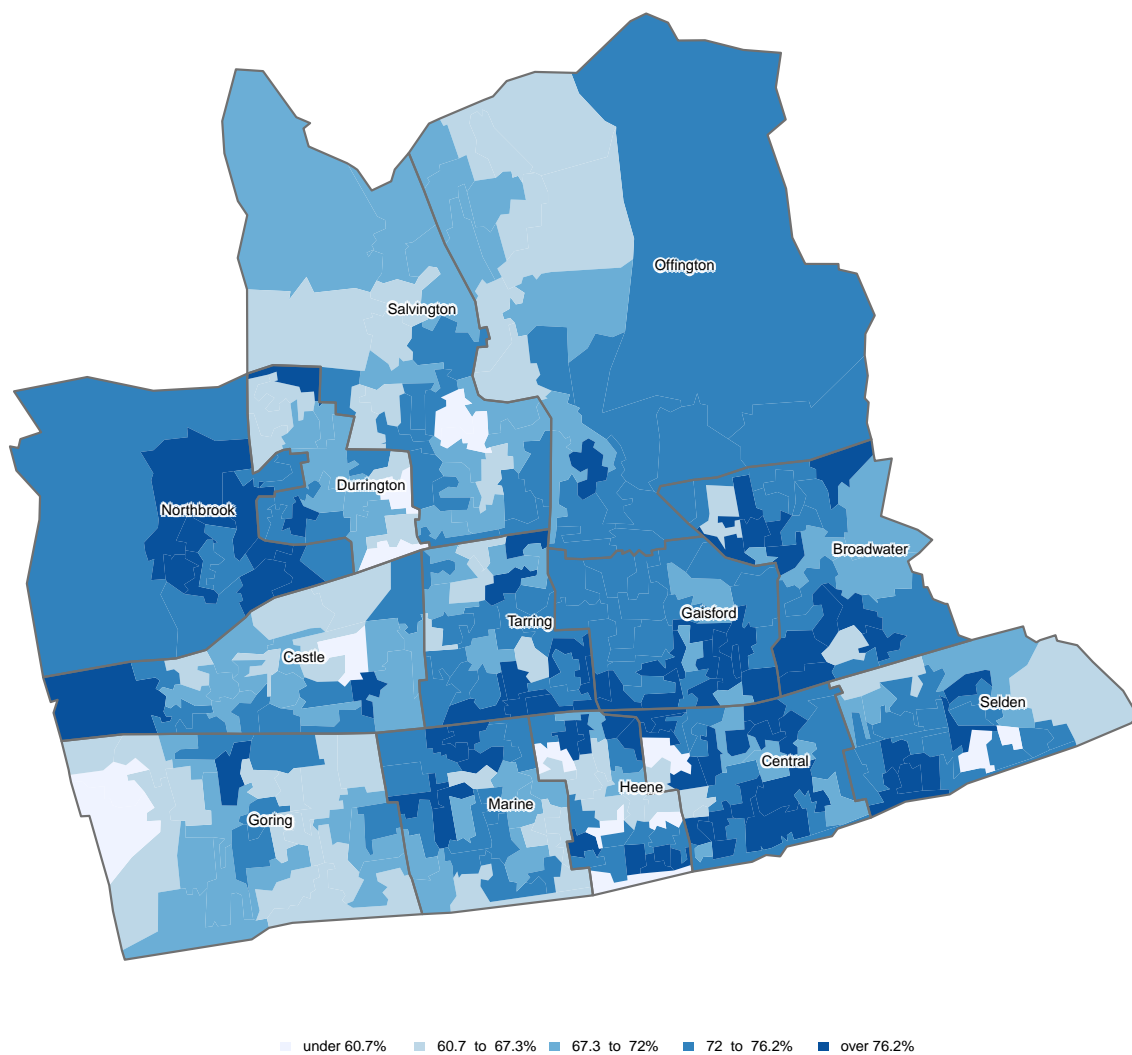 Offington
Salvington
Durrington
Northbrook
Broadwater
Gaisford
Tarring
Castle
Selden
Central
Heene
Marine
Goring
under 60.7% 60.7 to 67.3% 67.3 to 72% 72 to 76.2% over 76.2%